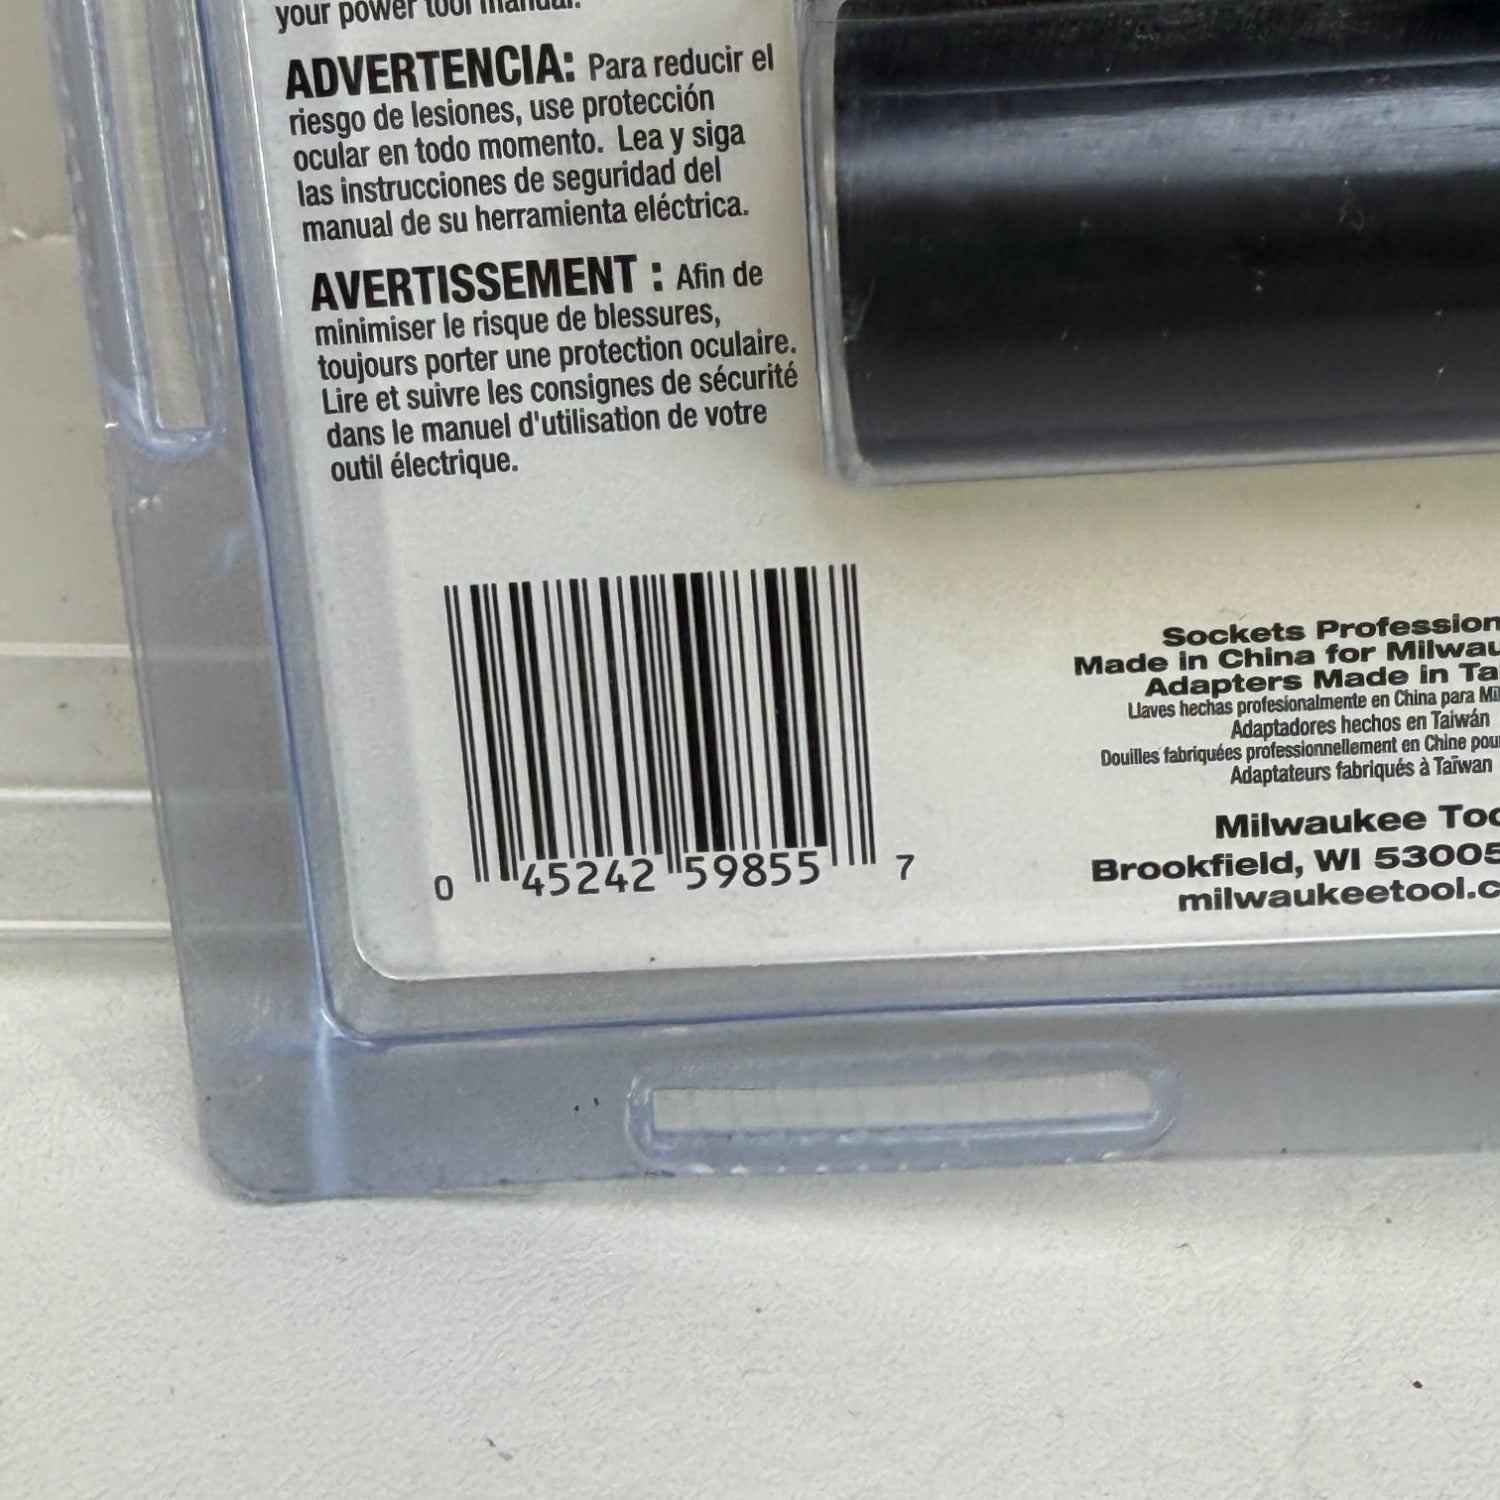 your power tool manual.
ADVERTENCIA: Para reducir el
riesgo de lesiones, use protección
ocular en todo momento. Lea y siga
las instrucciones de seguridad del
manual de su herramienta eléctrica.
AVERTISSEMENT : Afin de
minimiser le risque de blessures,
toujours porter une protection oculaire.
Lire et suivre les consignes de sécurité
dans le manuel d'utilisation de votre
outil électrique.
0 45242 59855 7
Sockets Profession
Made in China for Milwau
Adapters Made in Ta
Llaves hechas profesionalmente en China para Mil
Adaptadores hechos en Taiwán
Douilles fabriquées professionnellement en Chine pou
Adaptateurs fabriqués à Taïwan
Milwaukee Too
Brookfield, WI 53005
milwaukeetool.c